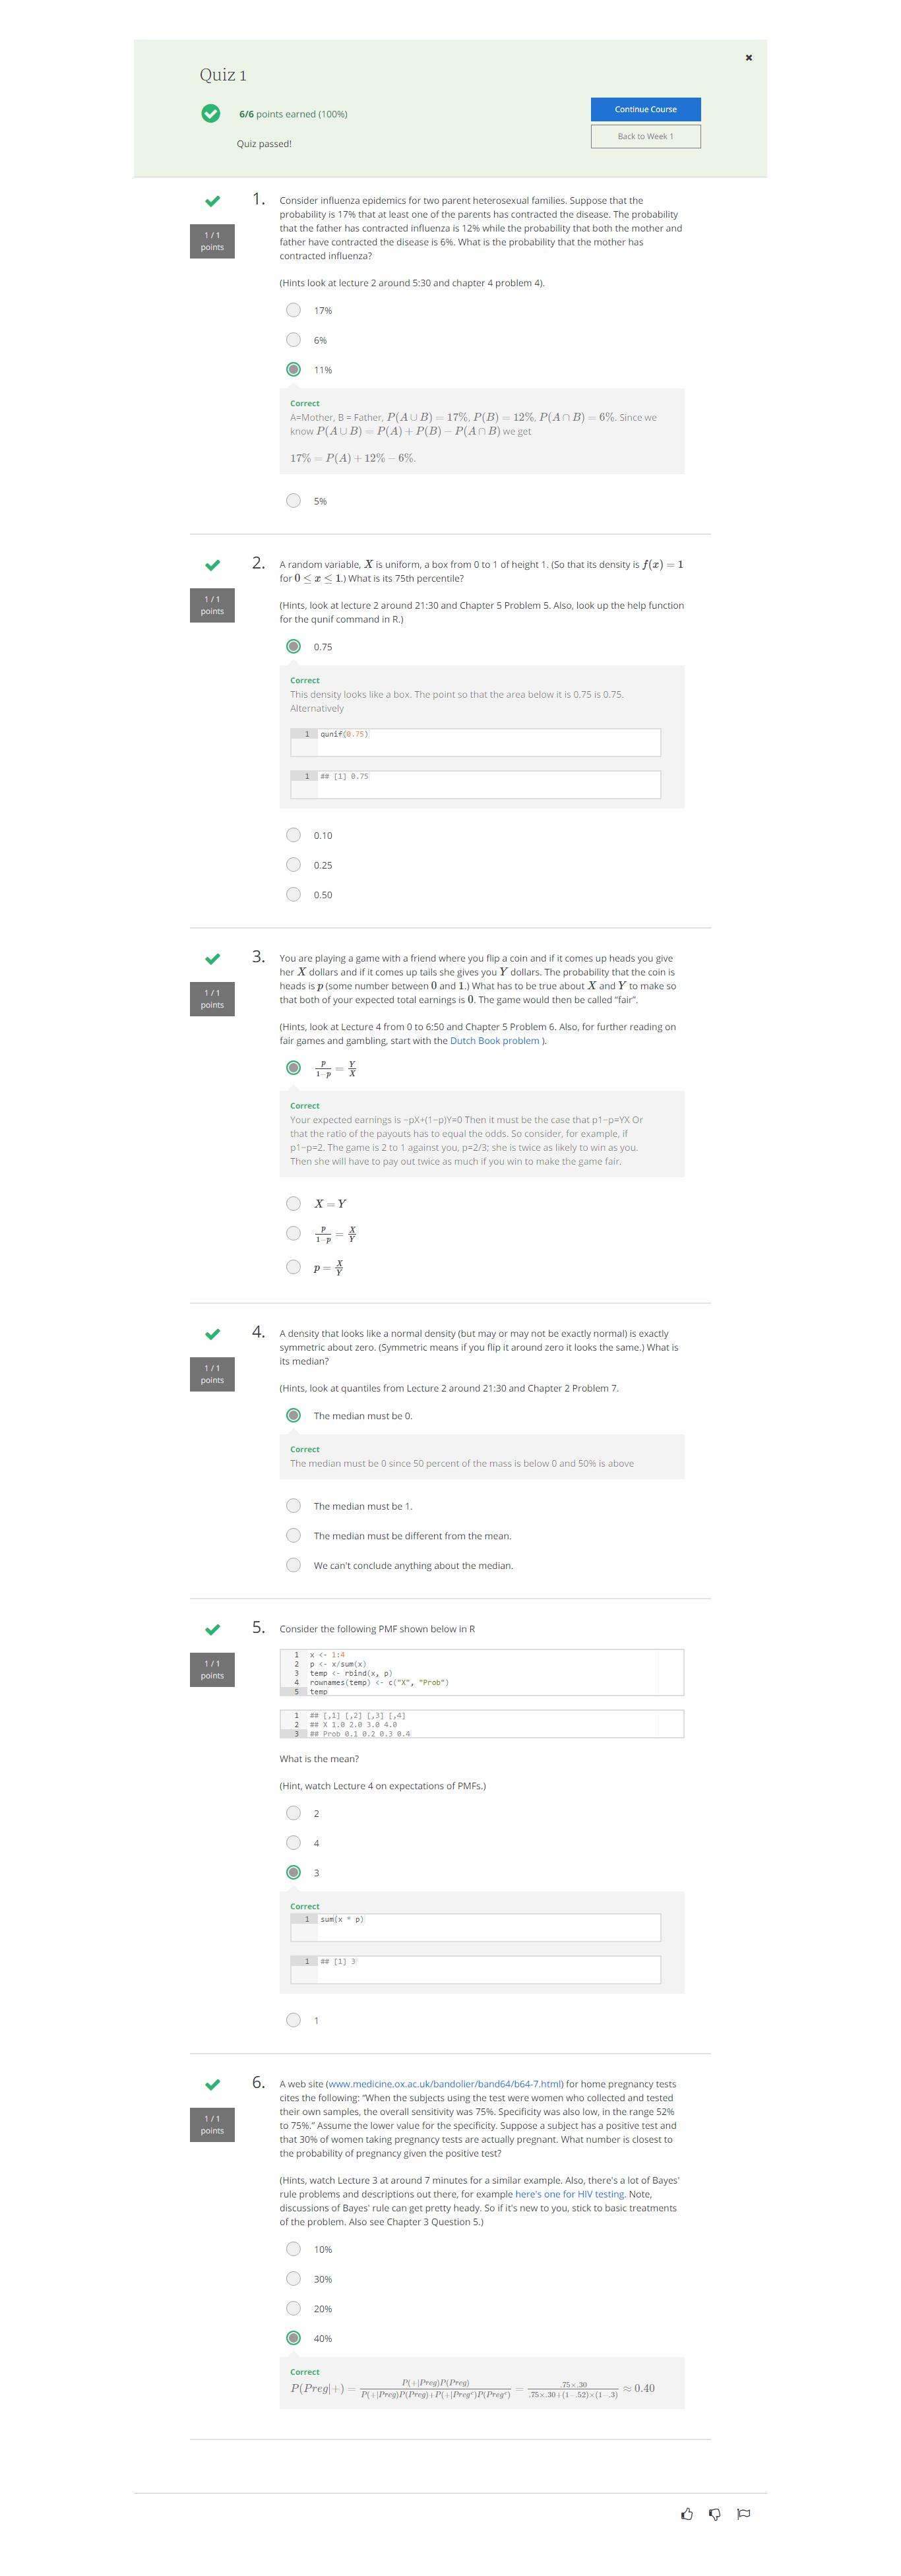 Quiz 1
6/6 points earned (100%)
Quiz passed!
Continue Course
Back to Week 1
1 / 1
points
1.
Consider influenza epidemics for two parent heterosexual families. Suppose that the
probability is 17% that at least one of the parents has contracted the disease. The probability
that the father has contracted influenza is 12% while the probability that both the mother and
father have contracted the disease is 6%. What is the probability that the mother has
contracted influenza?
(Hints look at lecture 2 around 5:30 and chapter 4 problem 4).
17%
6%
11%
Correct
A=Mother, B = Father, P(A ∪ B) = 17%, P(B) = 12%, P(A ∩ B) = 6%. Since we
know P(A ∪ B) = P(A) + P(B) − P(A ∩ B) we get
17% = P(A) + 12% − 6%.
5%
1 / 1
points
2.
A random variable, X is uniform, a box from 0 to 1 of height 1. (So that its density is f(x) = 1
for 0 ≤ x ≤ 1.) What is its 75th percentile?
(Hints, look at lecture 2 around 21:30 and Chapter 5 Problem 5. Also, look up the help function
for the qunif command in R.)
0.75
Correct
This density looks like a box. The point so that the area below it is 0.75 is 0.75.
Alternatively
1 qunif(0.75)
1 ## [1] 0.75
0.10
0.25
0.50
1 / 1
points
3.
You are playing a game with a friend where you flip a coin and if it comes up heads you give
her X dollars and if it comes up tails she gives you Y dollars. The probability that the coin is
heads is p (some number between 0 and 1.) What has to be true about X and Y to make so
that both of your expected total earnings is 0. The game would then be called "fair".
(Hints, look at Lecture 4 from 0 to 6:50 and Chapter 5 Problem 6. Also, for further reading on
fair games and gambling, start with the Dutch Book problem ).
p/(1−p) = Y/X
Correct
Your expected earnings is −pX+(1−p)Y=0 Then it must be the case that p1−p=YX Or
that the ratio of the payouts has to equal the odds. So consider, for example, if
p1−p=2. The game is 2 to 1 against you, p=2/3; she is twice as likely to win as you.
Then she will have to pay out twice as much if you win to make the game fair.
X = Y
p/(1−p) = X/Y
p = X/Y
1 / 1
points
4.
A density that looks like a normal density (but may or may not be exactly normal) is exactly
symmetric about zero. (Symmetric means if you flip it around zero it looks the same.) What is
its median?
(Hints, look at quantiles from Lecture 2 around 21:30 and Chapter 2 Problem 7.
The median must be 0.
Correct
The median must be 0 since 50 percent of the mass is below 0 and 50% is above
The median must be 1.
The median must be different from the mean.
We can't conclude anything about the median.
1 / 1
points
5.
Consider the following PMF shown below in R
1 x <- 1:4
2 p <- x/sum(x)
3 temp <- rbind(x, p)
4 rownames(temp) <- c("X", "Prob")
5 temp
1 ## [,1] [,2] [,3] [,4]
2 ## X 1.0 2.0 3.0 4.0
3 ## Prob 0.1 0.2 0.3 0.4
What is the mean?
(Hint, watch Lecture 4 on expectations of PMFs.)
2
4
3
Correct
1 sum(x * p)
1 ## [1] 3
1
1 / 1
points
6.
A web site (www.medicine.ox.ac.uk/bandolier/band64/b64-7.html) for home pregnancy tests
cites the following: "When the subjects using the test were women who collected and tested
their own samples, the overall sensitivity was 75%. Specificity was also low, in the range 52%
to 75%." Assume the lower value for the specificity. Suppose a subject has a positive test and
that 30% of women taking pregnancy tests are actually pregnant. What number is closest to
the probability of pregnancy given the positive test?
(Hints, watch Lecture 3 at around 7 minutes for a similar example. Also, there's a lot of Bayes'
rule problems and descriptions out there, for example here's one for HIV testing. Note,
discussions of Bayes' rule can get pretty heady. So if it's new to you, stick to basic treatments
of the problem. Also see Chapter 3 Question 5.)
10%
30%
20%
40%
Correct
P(Preg|+) = P(+|Preg)P(Preg)/(P(+|Preg)P(Preg)+P(+|Pregᶜ)P(Pregᶜ)) = .75×.30/(.75×.30+(1−.52)×(1−.3)) ≈ 0.40